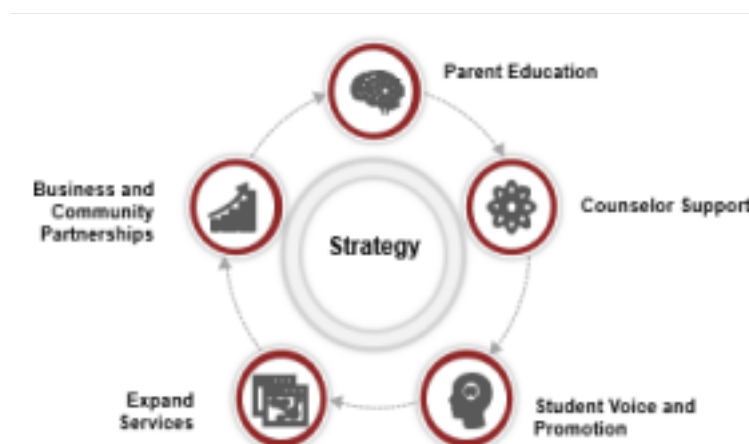 Parent Education
Counselor Support
Student Voice and
Promotion
Expand
Services
Business and
Community
Partnerships
Strategy